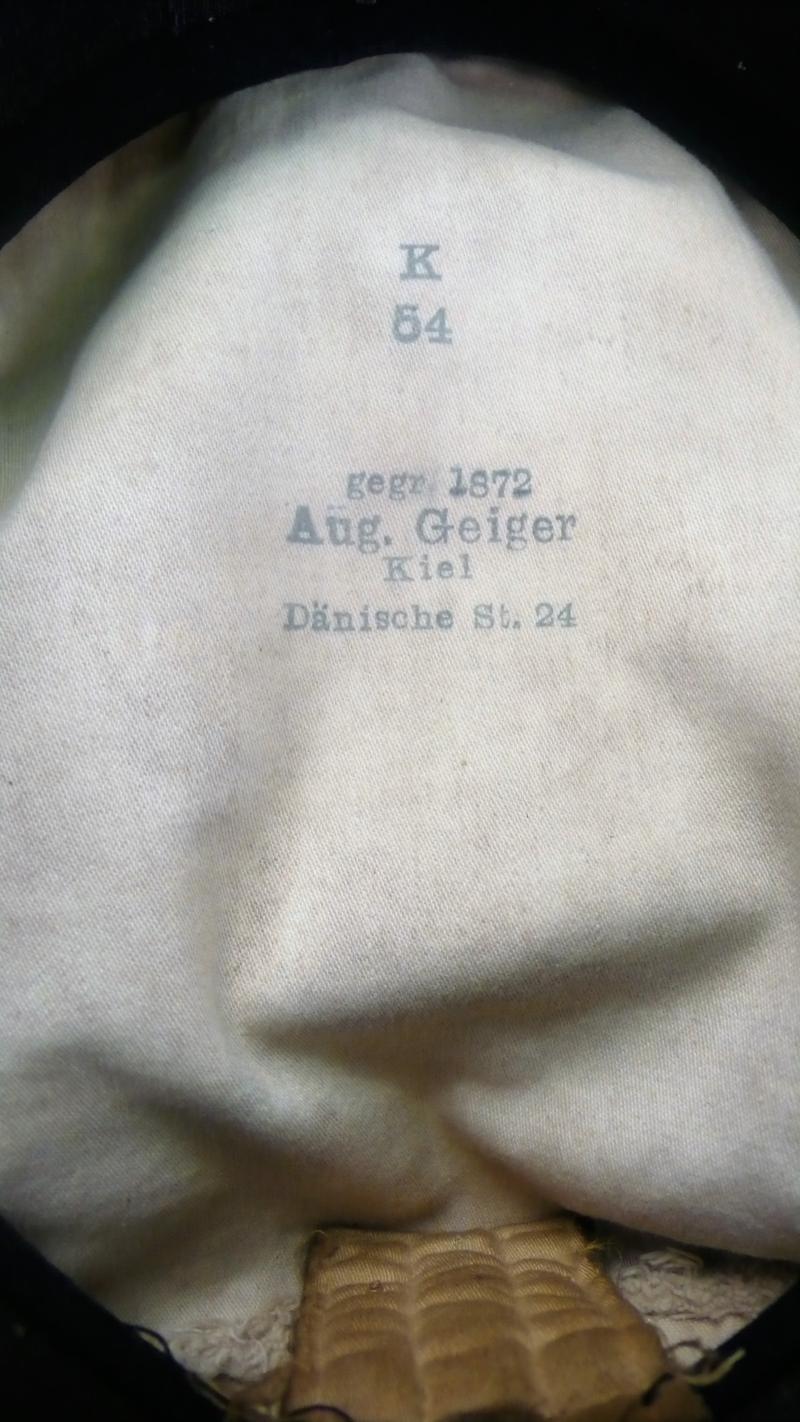 K
54
gegr. 1872
Aug. Geiger
Kiel
Dänische St. 24